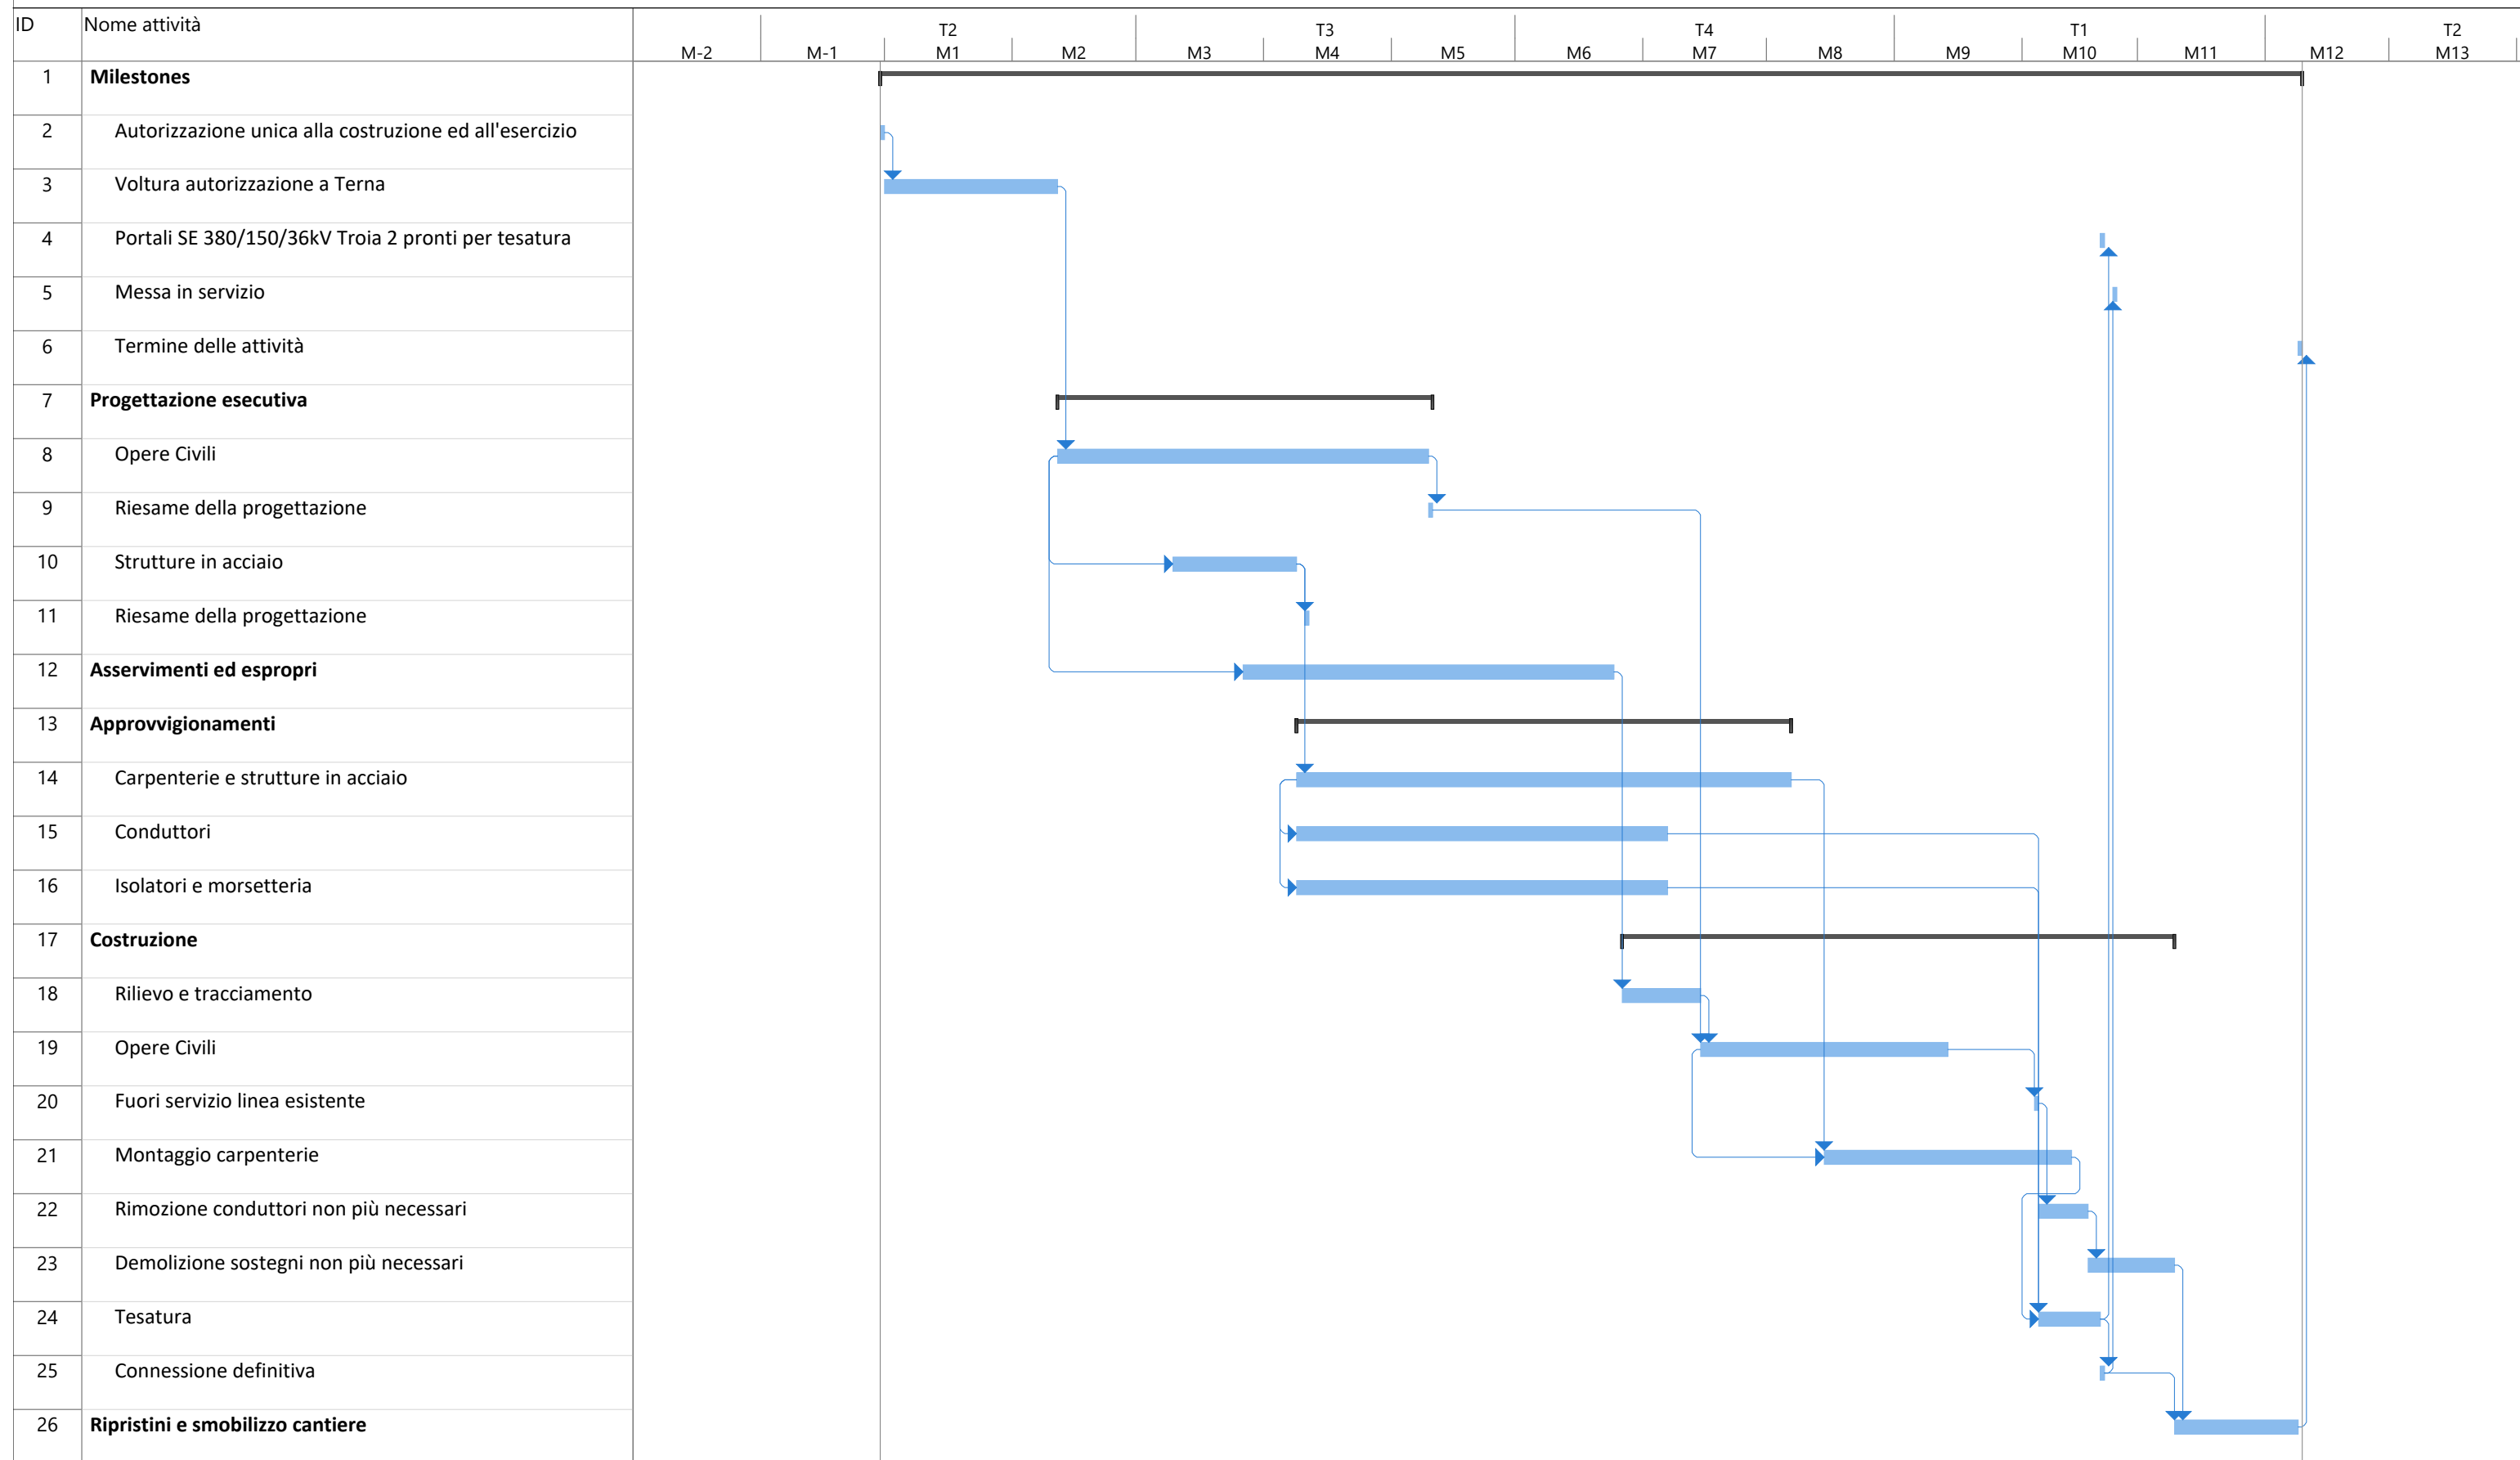 ID Nome attività T2 T3 T4 T1 T2
M-2 M-1 M1 M2 M3 M4 M5 M6 M7 M8 M9 M10 M11 M12 M13
1 Milestones
2 Autorizzazione unica alla costruzione ed all'esercizio
3 Voltura autorizzazione a Terna
4 Portali SE 380/150/36kV Troia 2 pronti per tesatura
5 Messa in servizio
6 Termine delle attività
7 Progettazione esecutiva
8 Opere Civili
9 Riesame della progettazione
10 Strutture in acciaio
11 Riesame della progettazione
12 Asservimenti ed espropri
13 Approvvigionamenti
14 Carpenterie e strutture in acciaio
15 Conduttori
16 Isolatori e morsetteria
17 Costruzione
18 Rilievo e tracciamento
19 Opere Civili
20 Fuori servizio linea esistente
21 Montaggio carpenterie
22 Rimozione conduttori non più necessari
23 Demolizione sostegni non più necessari
24 Tesatura
25 Connessione definitiva
26 Ripristini e smobilizzo cantiere